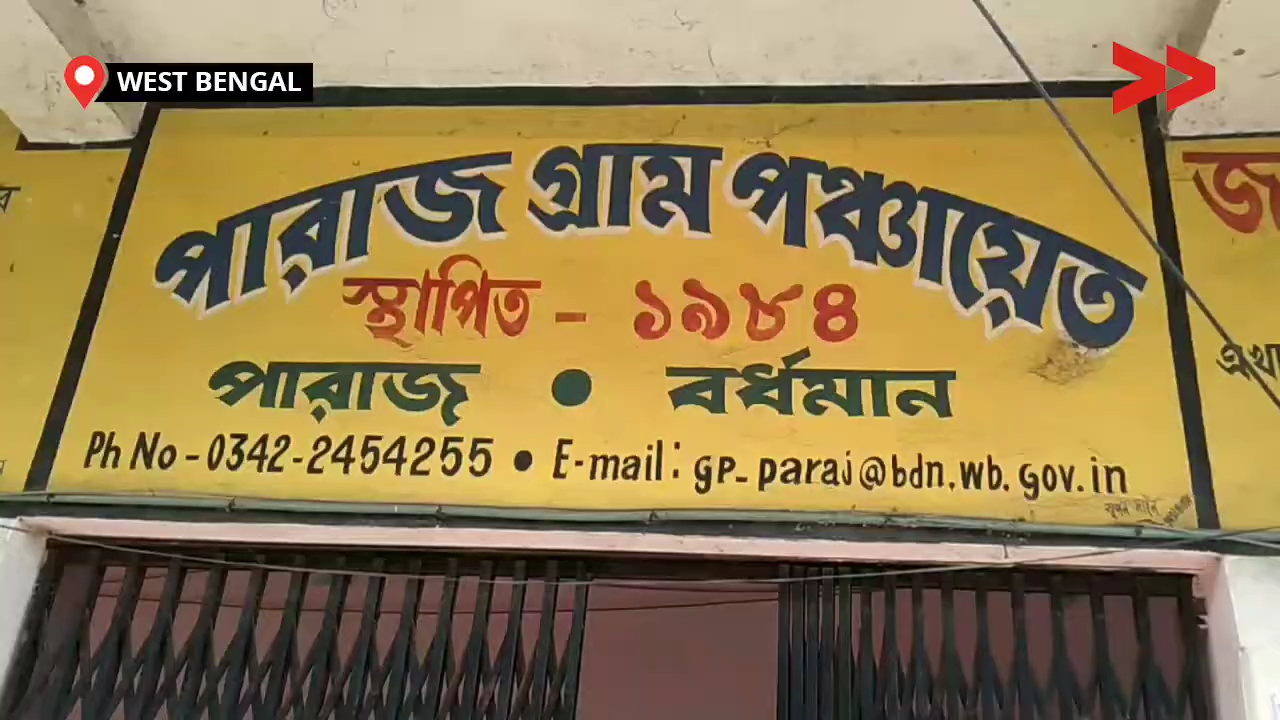 WEST BENGAL
পারাজ গ্রাম পঞ্চায়েত
স্থাপিত - ১৯৮৪
পারাজ • বর্ধমান
Ph No - 0342-2454255 • E-mail: gp_paraj@bdn.wb.gov.in